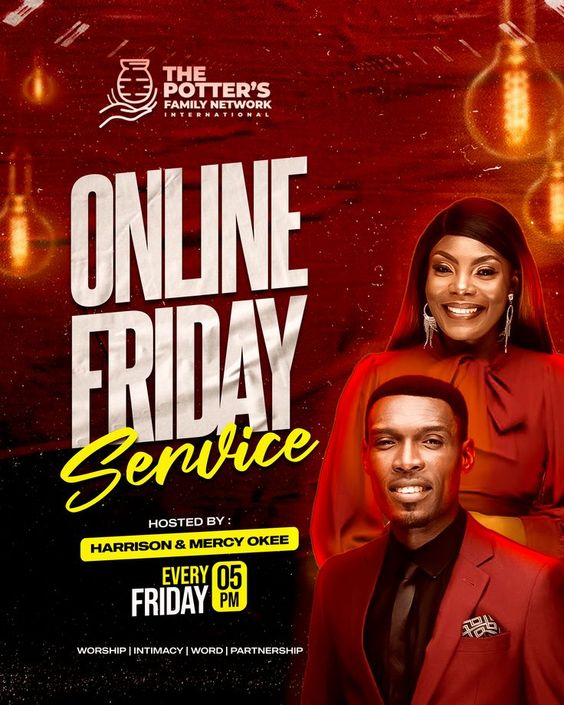 THE
POTTER'S
FAMILY NETWORK
INTERNATIONAL
ONLINE
FRIDAY
Service
HOSTED BY :
HARRISON & MERCY OKEE
EVERY
FRIDAY
05
PM
WORSHIP | INTIMACY | WORD | PARTNERSHIP